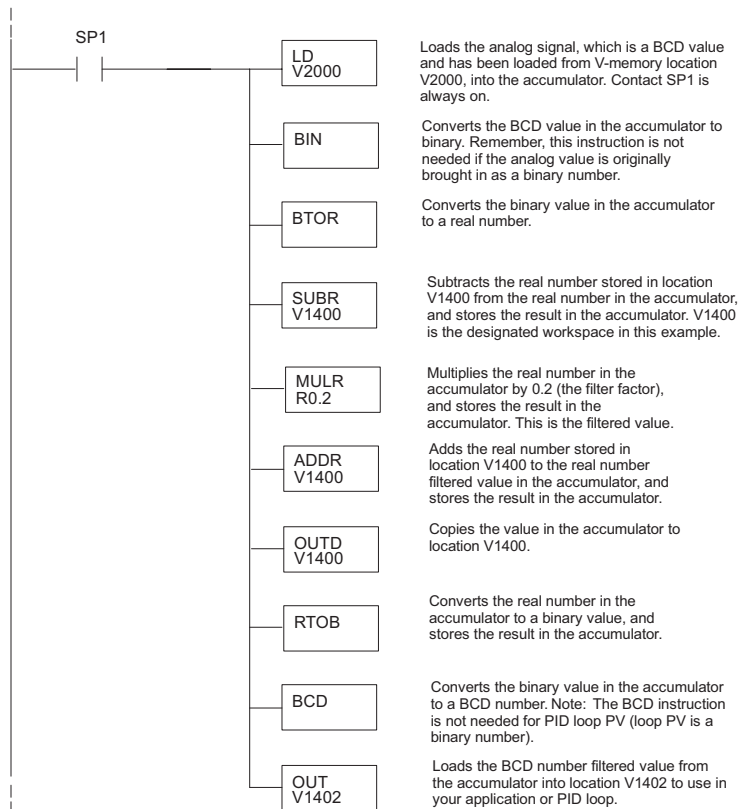 SP1
LD
V2000
Loads the analog signal, which is a BCD value
and has been loaded from V-memory location
V2000, into the accumulator. Contact SP1 is
always on.
BIN
Converts the BCD value in the accumulator to
binary. Remember, this instruction is not
needed if the analog value is originally
brought in as a binary number.
BTOR
Converts the binary value in the accumulator
to a real number.
SUBR
V1400
Subtracts the real number stored in location
V1400 from the real number in the accumulator,
and stores the result in the accumulator. V1400
is the designated workspace in this example.
MULR
R0.2
Multiplies the real number in the
accumulator by 0.2 (the filter factor),
and stores the result in the
accumulator. This is the filtered value.
ADDR
V1400
Adds the real number stored in
location V1400 to the real number
filtered value in the accumulator, and
stores the result in the accumulator.
OUTD
V1400
Copies the value in the accumulator to
location V1400.
RTOB
Converts the real number in the
accumulator to a binary value, and
stores the result in the accumulator.
BCD
Converts the binary value in the accumulator
to a BCD number. Note: The BCD instruction
is not needed for PID loop PV (loop PV is a
binary number).
OUT
V1402
Loads the BCD number filtered value from
the accumulator into location V1402 to use in
your application or PID loop.